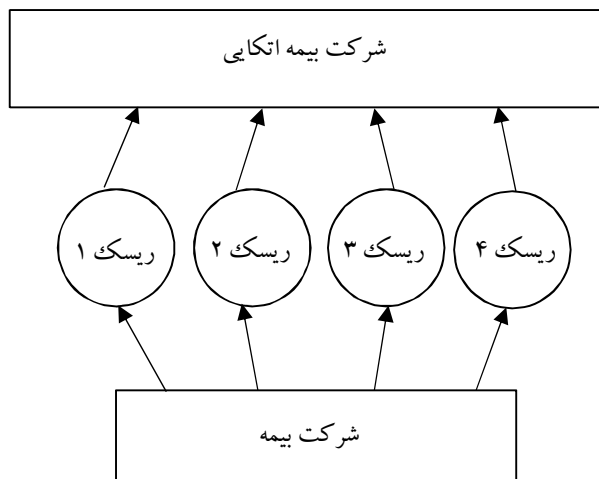 شرکت بیمه اتکایی
ریسک ۱
ریسک ۲
ریسک ۳
ریسک ۴
شرکت بیمه